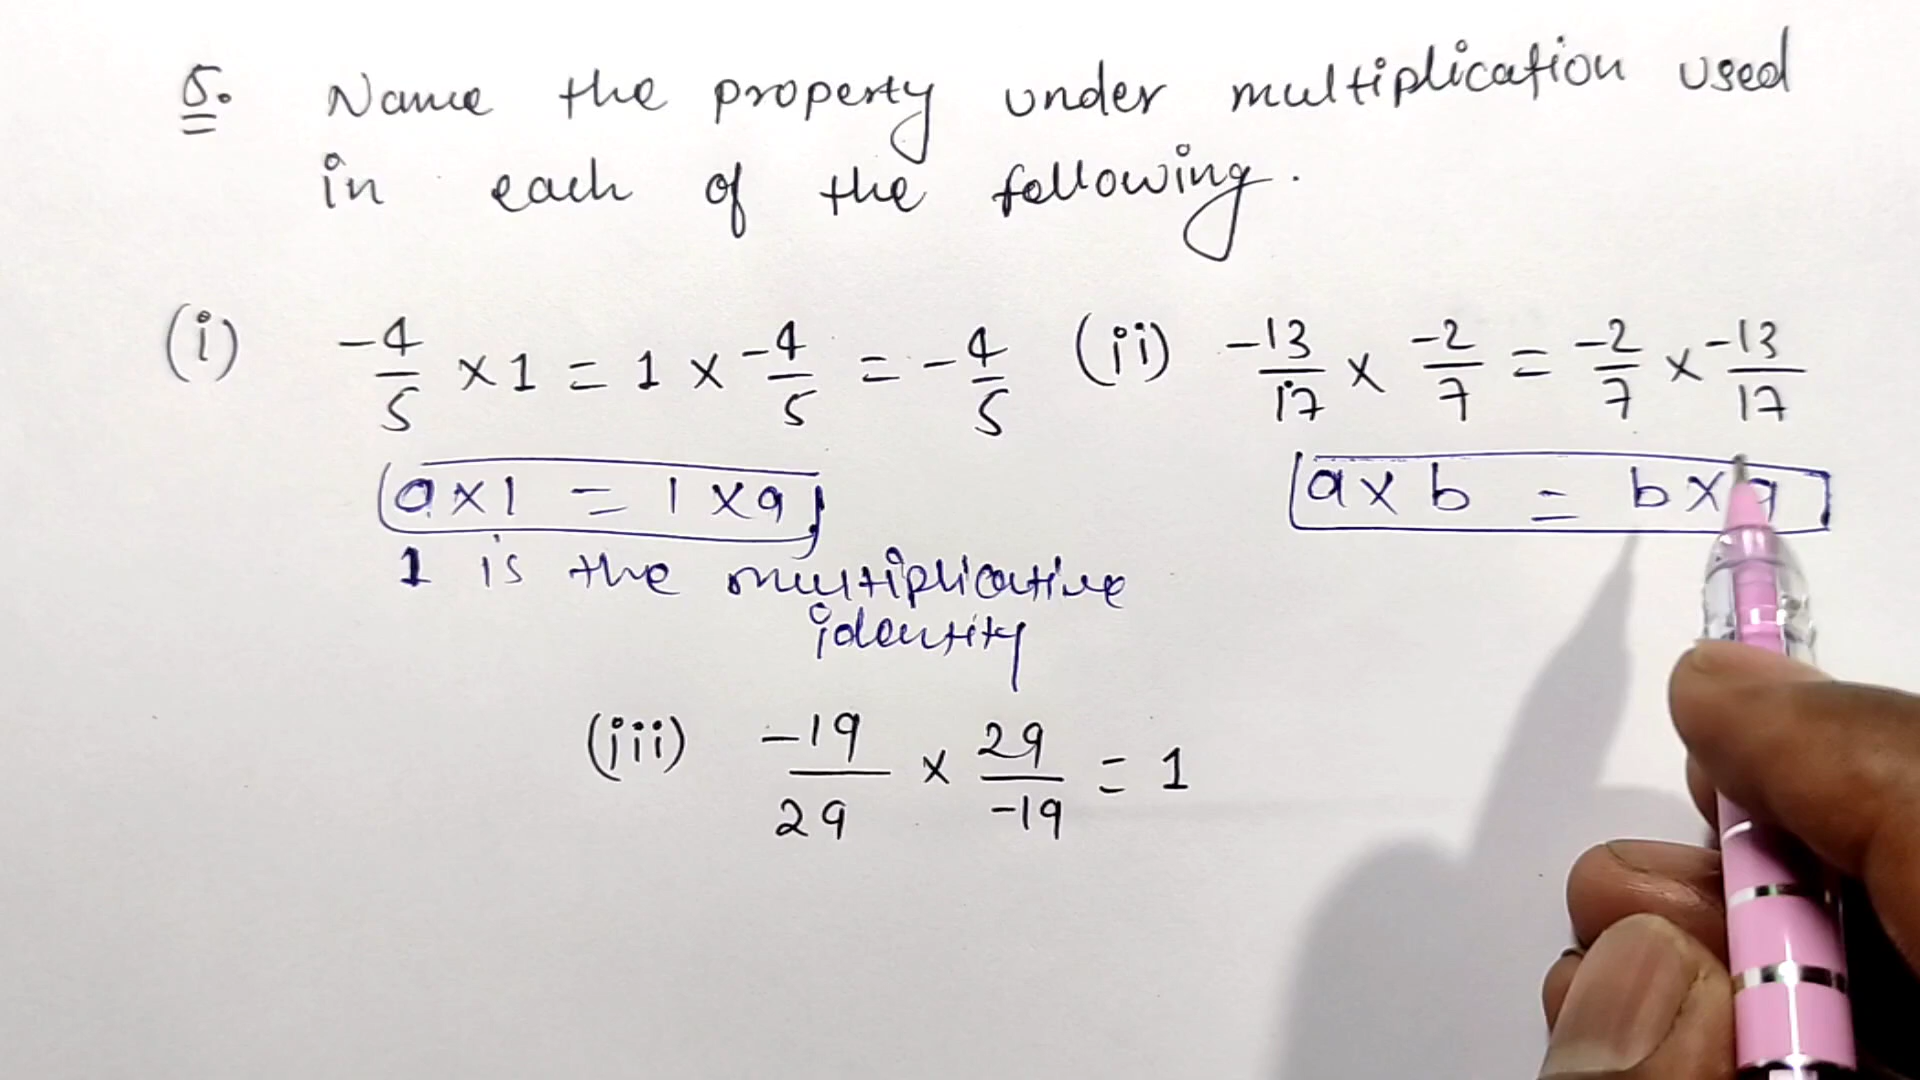 5. Name the property under multiplication used
in each of the following.
(i) -4/5 × 1 = 1 × -4/5 = -4/5 (ii) -13/17 × -2/7 = -2/7 × -13/17
a × 1 = 1 × a a × b = b × a
1 is the multiplicative
identity
(iii) -19/29 × 29/-19 = 1